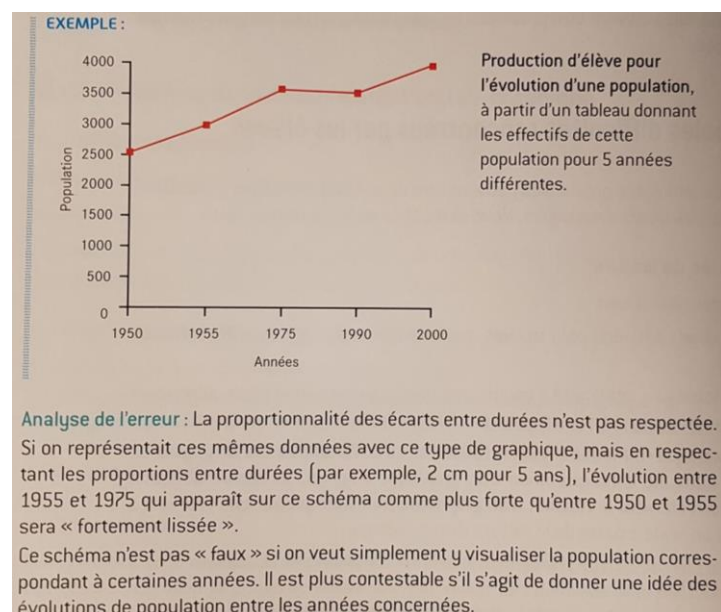 EXEMPLE :
4000
3500
3000
2500
2000
1500
1000
500
0
Population
1950 1955 1975 1990 2000
Années
Production d'élève pour
l'évolution d'une population,
à partir d'un tableau donnant
les effectifs de cette
population pour 5 années
différentes.
Analyse de l'erreur : La proportionnalité des écarts entre durées n'est pas respectée.
Si on représentait ces mêmes données avec ce type de graphique, mais en respec-
tant les proportions entre durées (par exemple, 2 cm pour 5 ans), l'évolution entre
1955 et 1975 qui apparaît sur ce schéma comme plus forte qu'entre 1950 et 1955
sera « fortement lissée ».
Ce schéma n'est pas « faux » si on veut simplement y visualiser la population corres-
pondant à certaines années. Il est plus contestable s'il s'agit de donner une idée des
évolutions de population entre les années concernées.